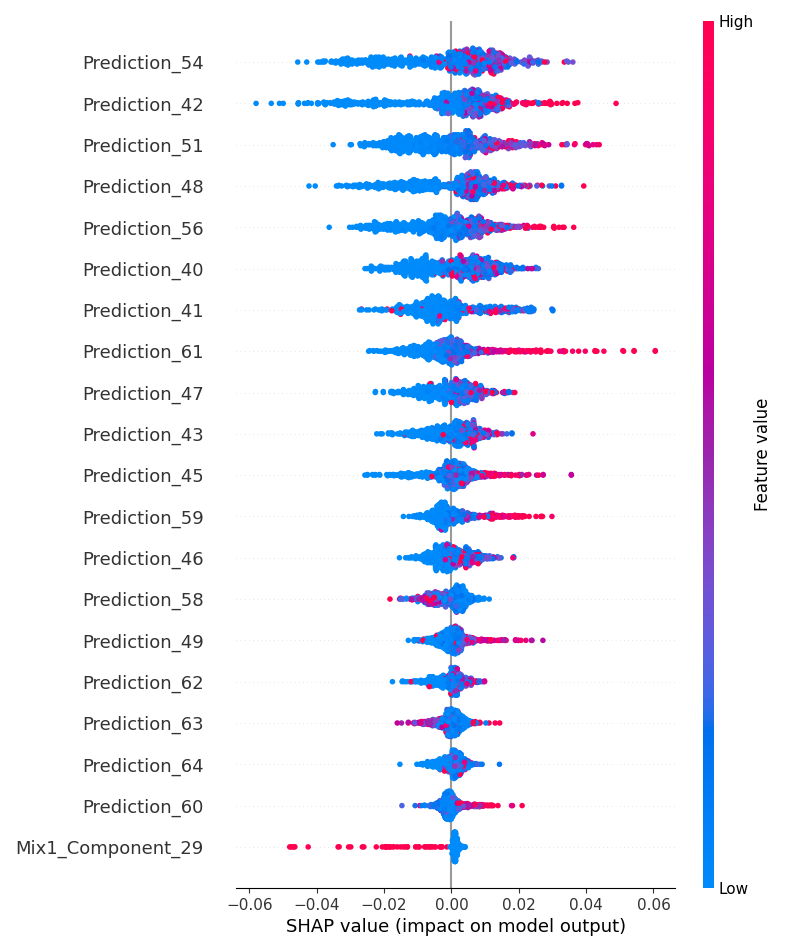 High
Prediction_54
Prediction_42
Prediction_51
Prediction_48
Prediction_56
Prediction_40
Prediction_41
Prediction_61
Prediction_47
Prediction_43
Prediction_45
Prediction_59
Prediction_46
Prediction_58
Prediction_49
Prediction_62
Prediction_63
Prediction_64
Prediction_60
Mix1_Component_29
Feature value
Low
−0.06 −0.04 −0.02 0.00 0.02 0.04 0.06
SHAP value (impact on model output)